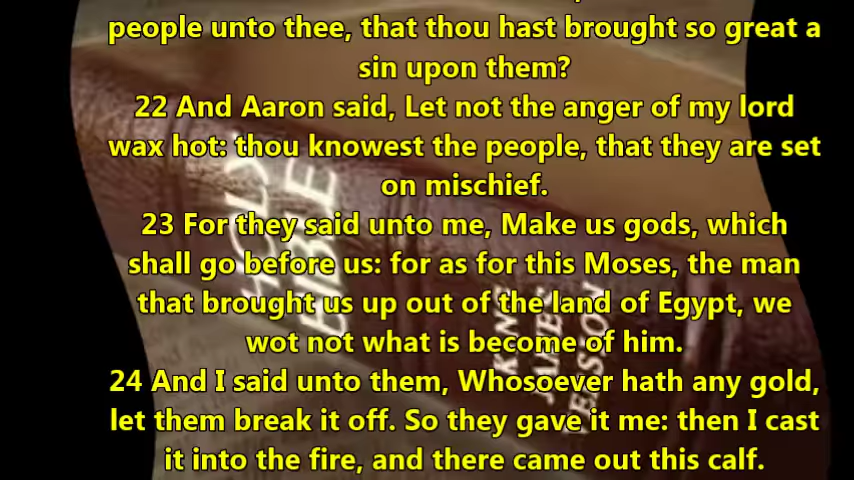 people unto thee, that thou hast brought so great a
sin upon them?
22 And Aaron said, Let not the anger of my lord
wax hot: thou knowest the people, that they are set
on mischief.
23 For they said unto me, Make us gods, which
shall go before us: for as for this Moses, the man
that brought us up out of the land of Egypt, we
wot not what is become of him.
24 And I said unto them, Whosoever hath any gold,
let them break it off. So they gave it me: then I cast
it into the fire, and there came out this calf.
HOLY
BIBLE
KING
JAMES
VERSION